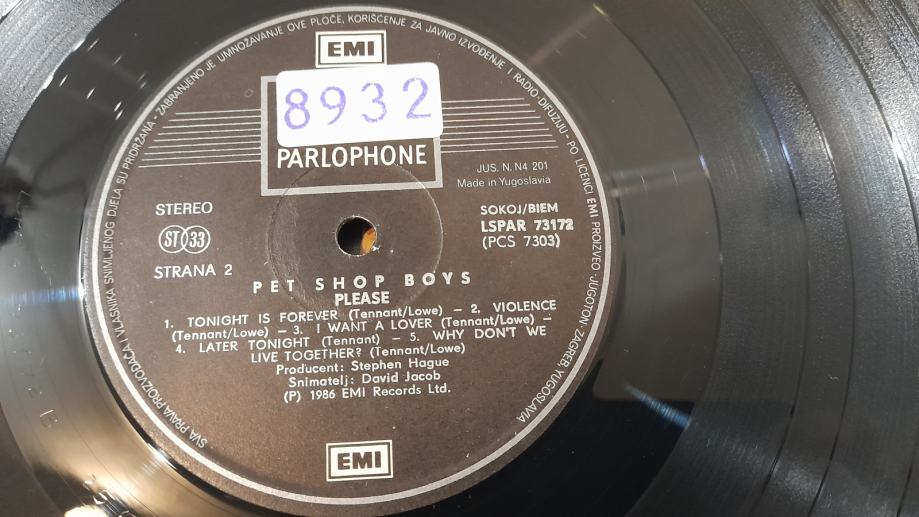 SVA PRAVA PROIZVOĐAČA I VLASNIKA SNIMLJENOG DJELA SU PRIDRŽANA - ZABRANJENO JE UMNOŽAVANJE OVE PLOČE, KORIŠĆENJE ZA JAVNO IZVOĐENJE I RADIO-DIFUZIJU - PO LICENCI EMI PROIZVEO JUGOTON-ZAGREB, YUGOSLAVIA
EMI
8932
PARLOPHONE
JUS. N. N4 201
Made in Yugoslavia
STEREO
SOKOJ/BIEM
LSPAR 73172
ST 33
(PCS 7303)
STRANA 2
PET SHOP BOYS
PLEASE
1. TONIGHT IS FOREVER (Tennant/Lowe) – 2. VIOLENCE
(Tennant/Lowe) – 3. I WANT A LOVER (Tennant/Lowe) –
4. LATER TONIGHT (Tennant) – 5. WHY DON'T WE
LIVE TOGETHER? (Tennant/Lowe)
Producent: Stephen Hague
Snimatelj: David Jacob
(P) 1986 EMI Records Ltd.
EMI